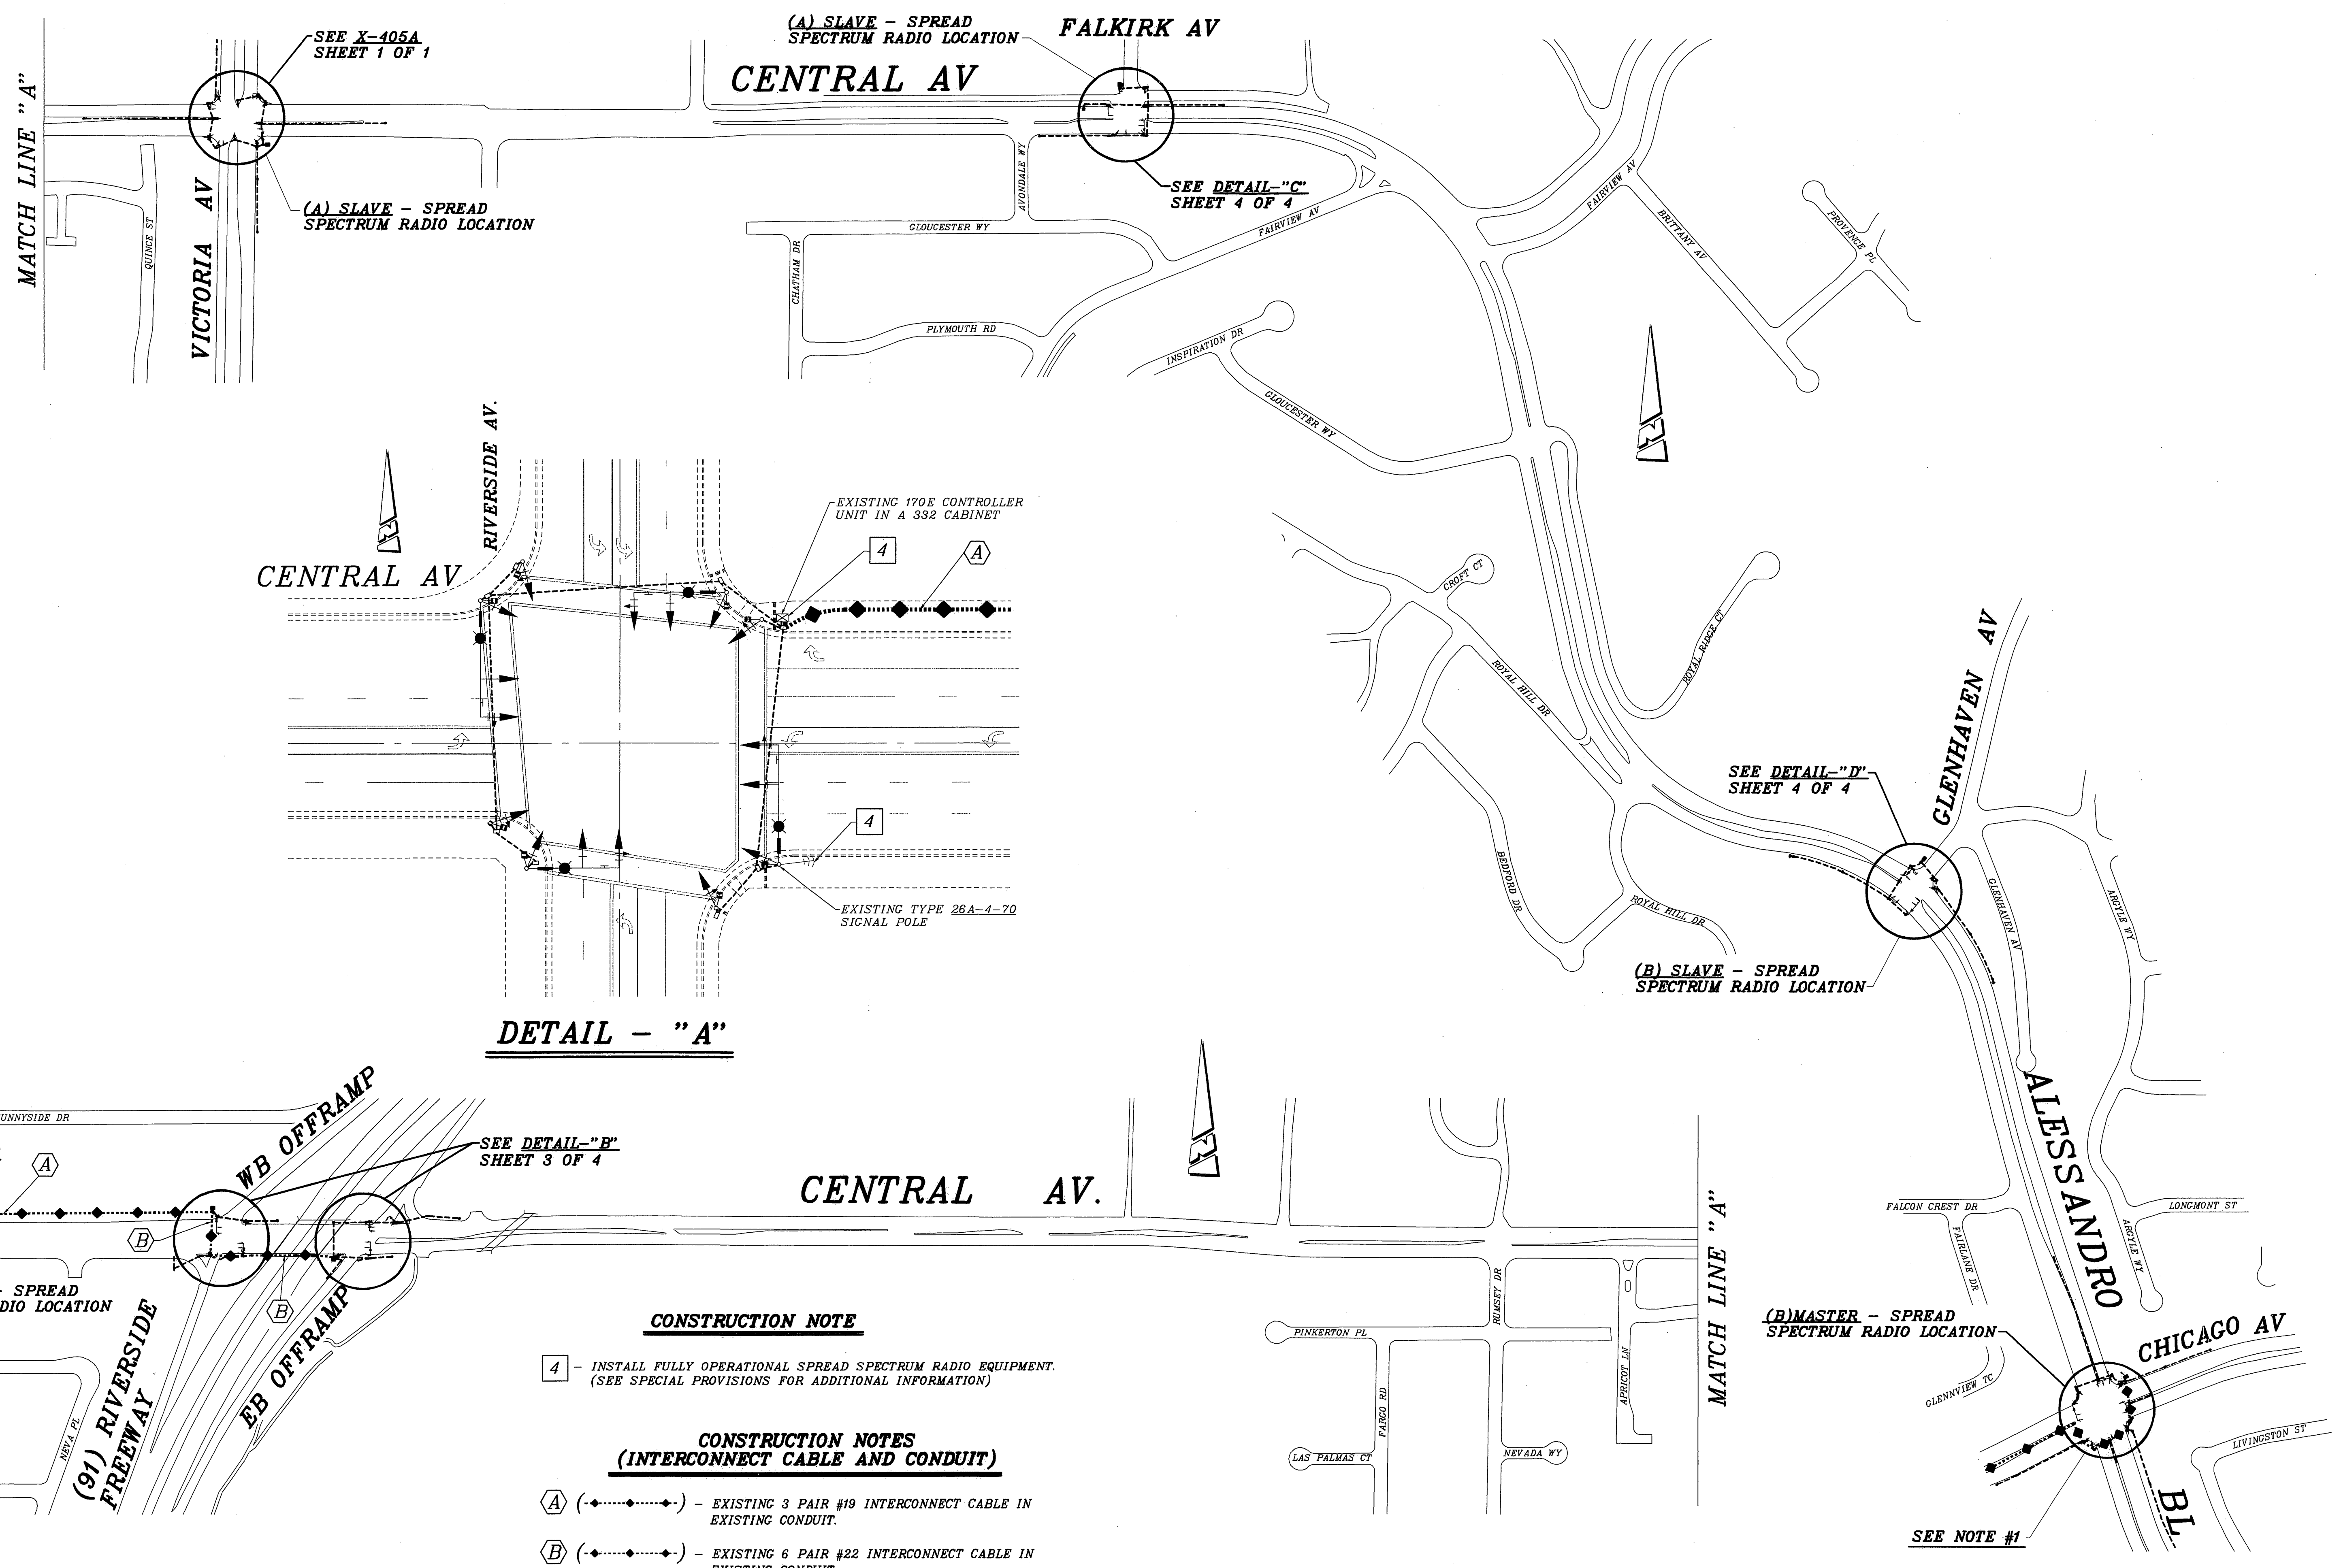 SEE X-405A
SHEET 1 OF 1
(A) SLAVE – SPREAD
SPECTRUM RADIO LOCATION
FALKIRK AV
CENTRAL AV
MATCH LINE "A"
(A) SLAVE – SPREAD
SPECTRUM RADIO LOCATION
VICTORIA AV
QUINCE ST
AVONDALE WY
SEE DETAIL-"C"
SHEET 4 OF 4
FAIRVIEW AV
FAIRVIEW AV
BRITTANY AV
PROVENCE PL
GLOUCESTER WY
CHATHAM DR
PLYMOUTH RD
INSPIRATION DR
GLOUCESTER WY
RIVERSIDE AV.
CENTRAL AV
EXISTING 170E CONTROLLER
UNIT IN A 332 CABINET
4
A
4
EXISTING TYPE 26A-4-70
SIGNAL POLE
DETAIL – "A"
CROFT CT
ROYAL RIDGE CT
ROYAL HILL DR
BEDFORD DR
ROYAL HILL DR
GLENHAVEN AV
SEE DETAIL-"D"
SHEET 4 OF 4
GLENHAVEN AV
ARGYLE WY
(B) SLAVE – SPREAD
SPECTRUM RADIO LOCATION
ALESSANDRO
BL
FALCON CREST DR
FAIRLANE DR
LONGMONT ST
ARGYLE WY
(B)MASTER – SPREAD
SPECTRUM RADIO LOCATION
CHICAGO AV
GLENNVIEW TC
LIVINGSTON ST
SEE NOTE #1
UNNYSIDE DR
WB OFFRAMP
SEE DETAIL-"B"
SHEET 3 OF 4
A
B
B
CENTRAL AV.
MATCH LINE "A"
– SPREAD
DIO LOCATION
(91) RIVERSIDE
FREEWAY
EB OFFRAMP
NEVA PL
PINKERTON PL
RUMSEY DR
APRICOT LN
FARGO RD
LAS PALMAS CT
NEVADA WY
CONSTRUCTION NOTE
4 – INSTALL FULLY OPERATIONAL SPREAD SPECTRUM RADIO EQUIPMENT.
(SEE SPECIAL PROVISIONS FOR ADDITIONAL INFORMATION)
CONSTRUCTION NOTES
(INTERCONNECT CABLE AND CONDUIT)
A – EXISTING 3 PAIR #19 INTERCONNECT CABLE IN
EXISTING CONDUIT.
B – EXISTING 6 PAIR #22 INTERCONNECT CABLE IN